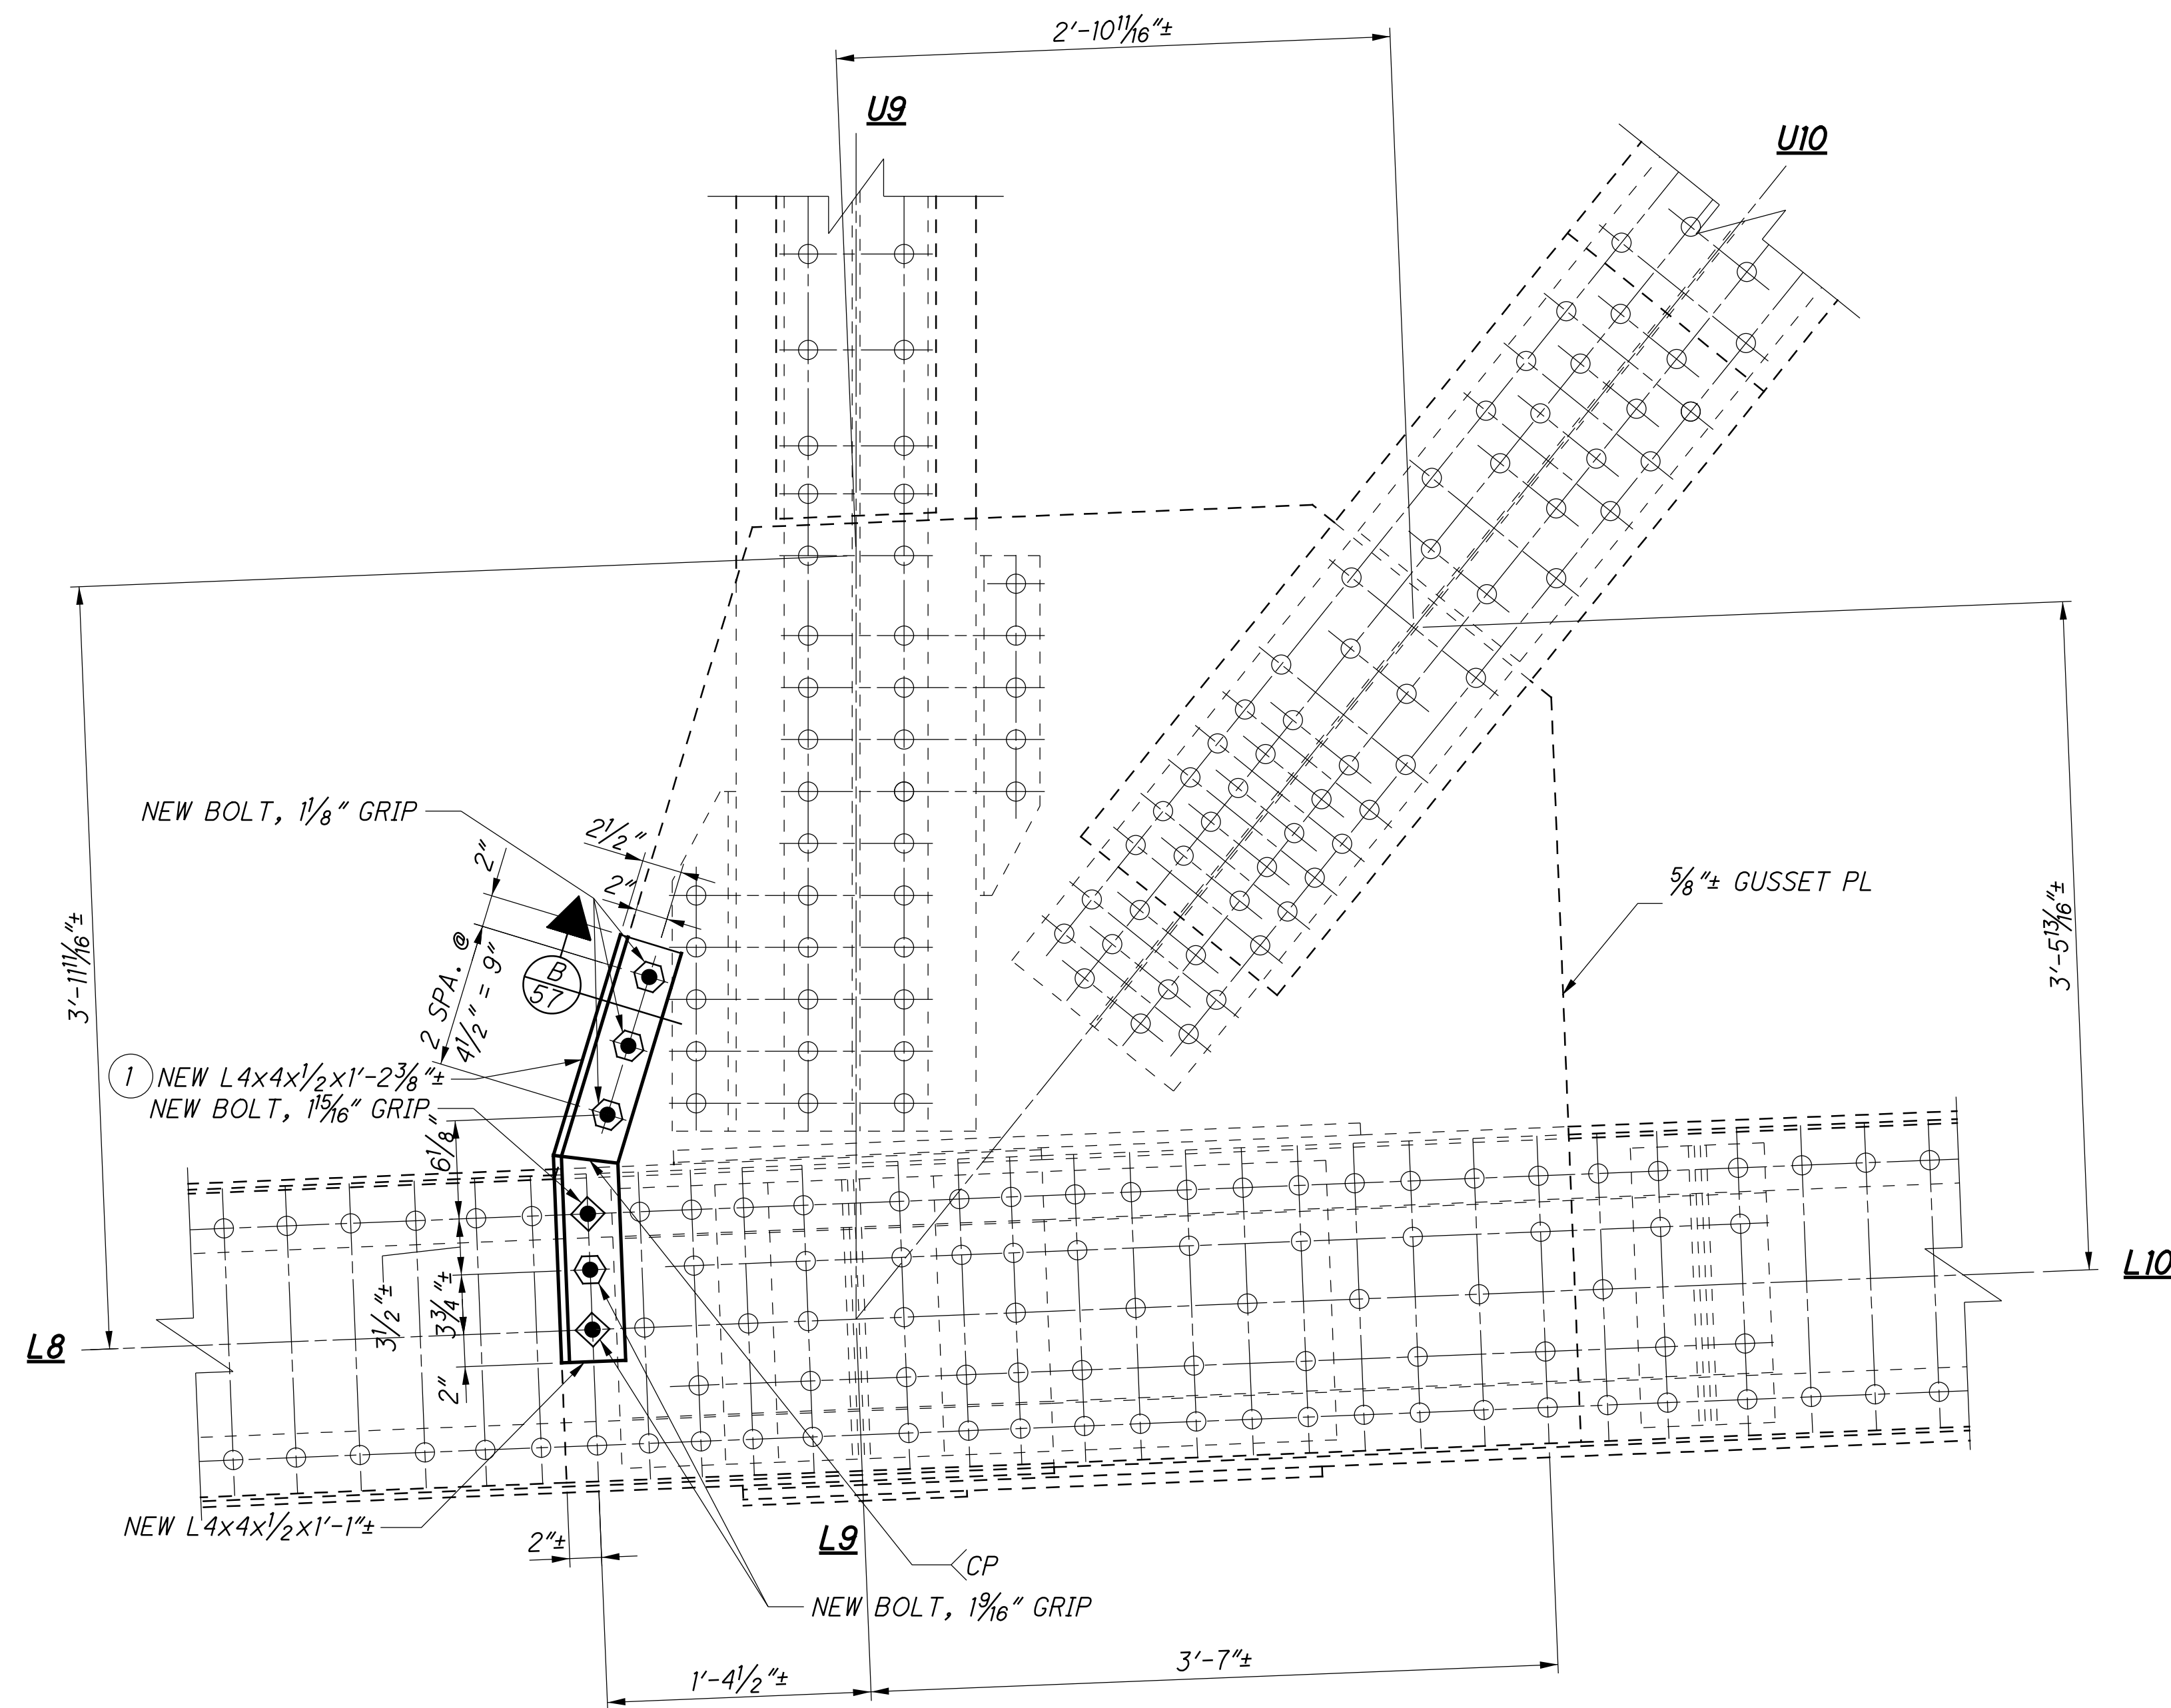 2'-10 11/16"±
U9
U10
NEW BOLT, 1 1/8" GRIP
2 1/2"
2"
2"
5/8"± GUSSET PL
3'-11 11/16"±
3'-5 13/16"±
2 SPA. @
4 1/2" = 9"
B
57
1
NEW L4x4x1/2x1'-2 3/8"±
NEW BOLT, 1 15/16" GRIP
6 1/8"
3 1/2"±
3 3/4"±
2"
L8
L10
NEW L4x4x1/2x1'-1"±
2"±
L9
CP
NEW BOLT, 1 9/16" GRIP
1'-4 1/2"±
3'-7"±